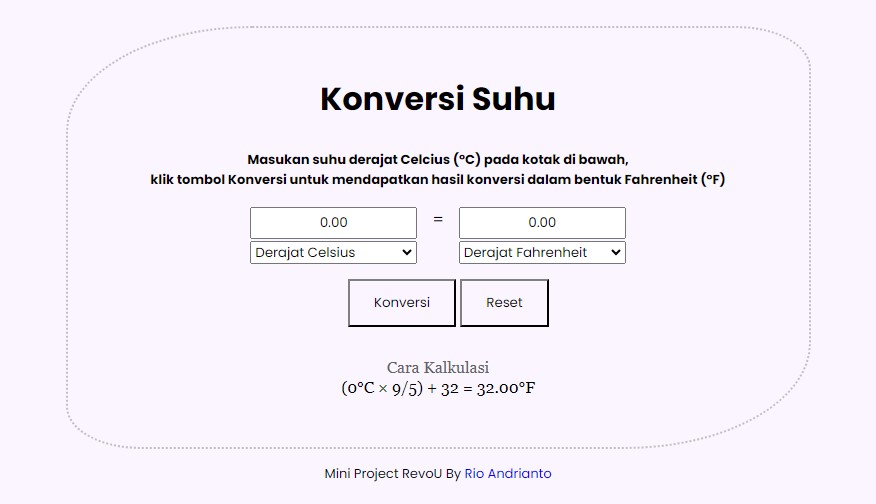 Konversi Suhu
Masukan suhu derajat Celcius (°C) pada kotak di bawah,
klik tombol Konversi untuk mendapatkan hasil konversi dalam bentuk Fahrenheit (°F)
0.00 = 0.00
Derajat Celsius Derajat Fahrenheit
Konversi Reset
Cara Kalkulasi
(0°C × 9/5) + 32 = 32.00°F
Mini Project RevoU By Rio Andrianto